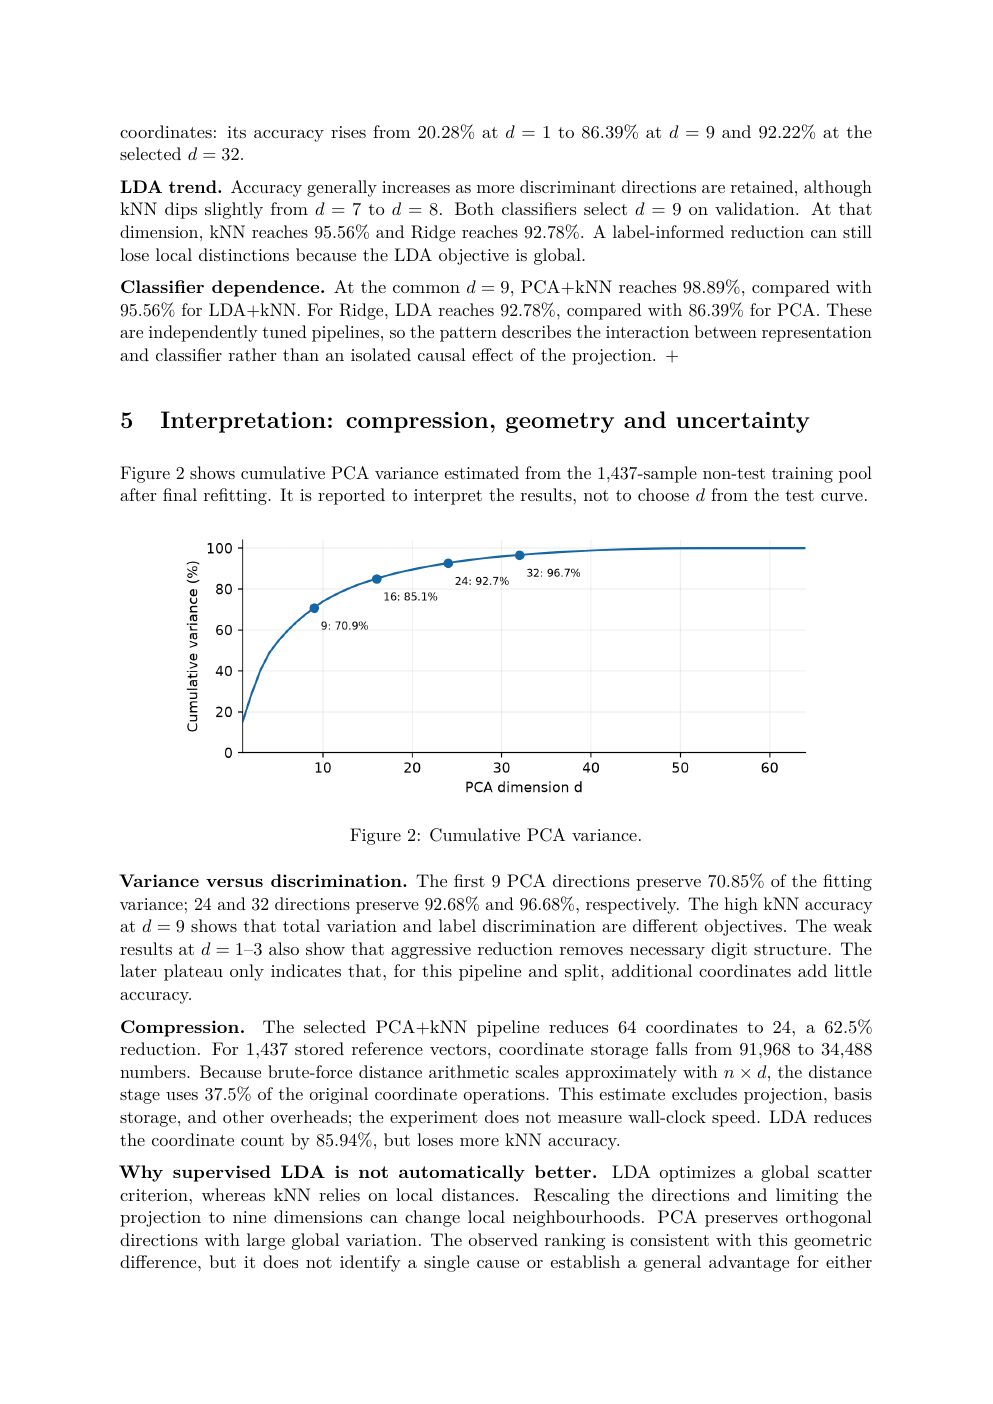 coordinates: its accuracy rises from 20.28% at d = 1 to 86.39% at d = 9 and 92.22% at the
selected d = 32.
LDA trend. Accuracy generally increases as more discriminant directions are retained, although
kNN dips slightly from d = 7 to d = 8. Both classifiers select d = 9 on validation. At that
dimension, kNN reaches 95.56% and Ridge reaches 92.78%. A label-informed reduction can still
lose local distinctions because the LDA objective is global.
Classifier dependence. At the common d = 9, PCA+kNN reaches 98.89%, compared with
95.56% for LDA+kNN. For Ridge, LDA reaches 92.78%, compared with 86.39% for PCA. These
are independently tuned pipelines, so the pattern describes the interaction between representation
and classifier rather than an isolated causal effect of the projection. +
5 Interpretation: compression, geometry and uncertainty
Figure 2 shows cumulative PCA variance estimated from the 1,437-sample non-test training pool
after final refitting. It is reported to interpret the results, not to choose d from the test curve.
Cumulative variance (%)
100
80
60
40
20
0
9: 70.9%
16: 85.1%
24: 92.7%
32: 96.7%
10 20 30 40 50 60
PCA dimension d
Figure 2: Cumulative PCA variance.
Variance versus discrimination. The first 9 PCA directions preserve 70.85% of the fitting
variance; 24 and 32 directions preserve 92.68% and 96.68%, respectively. The high kNN accuracy
at d = 9 shows that total variation and label discrimination are different objectives. The weak
results at d = 1–3 also show that aggressive reduction removes necessary digit structure. The
later plateau only indicates that, for this pipeline and split, additional coordinates add little
accuracy.
Compression. The selected PCA+kNN pipeline reduces 64 coordinates to 24, a 62.5%
reduction. For 1,437 stored reference vectors, coordinate storage falls from 91,968 to 34,488
numbers. Because brute-force distance arithmetic scales approximately with n × d, the distance
stage uses 37.5% of the original coordinate operations. This estimate excludes projection, basis
storage, and other overheads; the experiment does not measure wall-clock speed. LDA reduces
the coordinate count by 85.94%, but loses more kNN accuracy.
Why supervised LDA is not automatically better. LDA optimizes a global scatter
criterion, whereas kNN relies on local distances. Rescaling the directions and limiting the
projection to nine dimensions can change local neighbourhoods. PCA preserves orthogonal
directions with large global variation. The observed ranking is consistent with this geometric
difference, but it does not identify a single cause or establish a general advantage for either